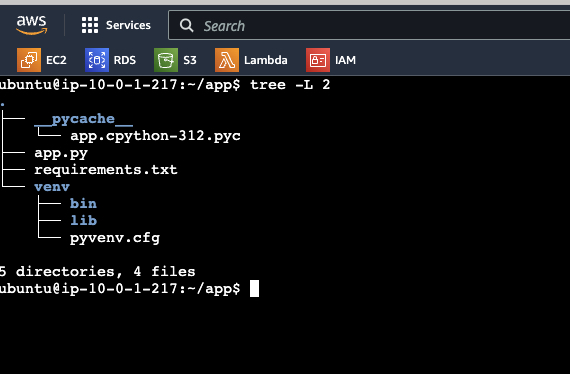 aws Services Search
EC2 RDS S3 Lambda IAM
ubuntu@ip-10-0-1-217:~/app$ tree -L 2
.
├── __pycache__
│   └── app.cpython-312.pyc
├── app.py
├── requirements.txt
└── venv
    ├── bin
    ├── lib
    └── pyvenv.cfg
5 directories, 4 files
ubuntu@ip-10-0-1-217:~/app$